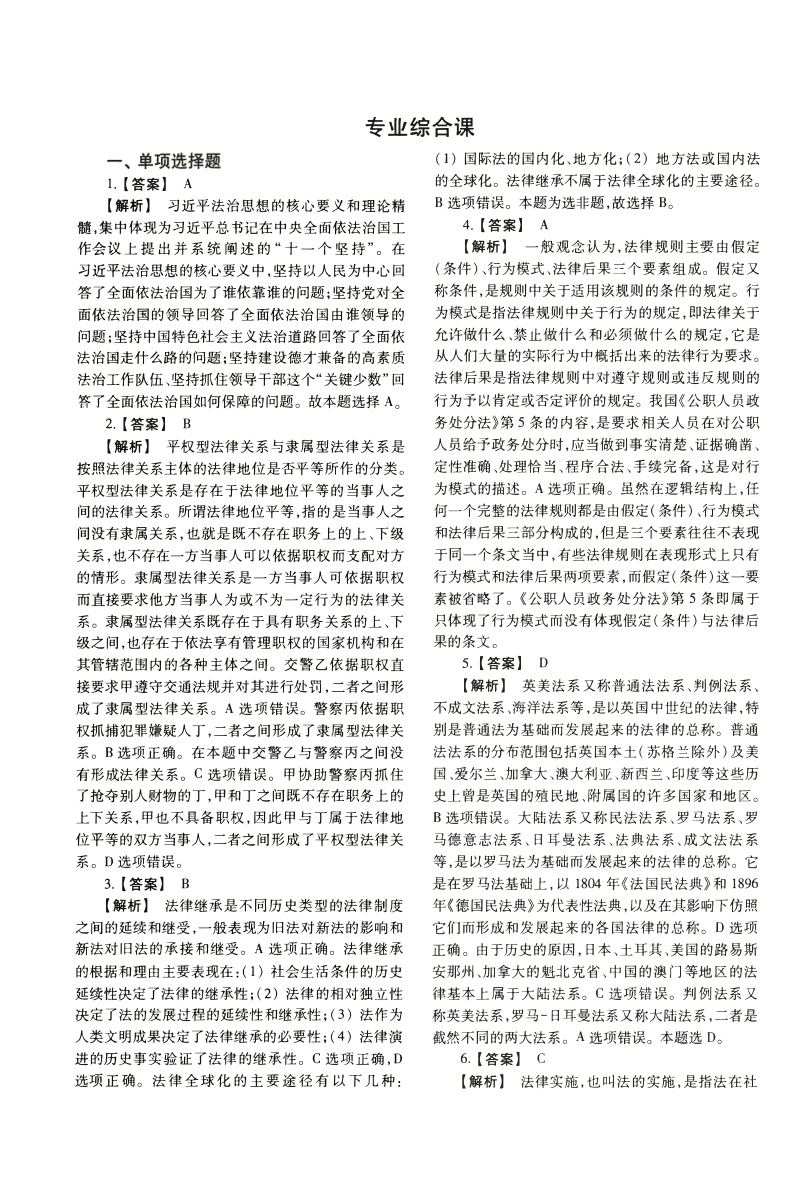 专业综合课
一、单项选择题
1.【答案】 A
【解析】 习近平法治思想的核心要义和理论精
髓,集中体现为习近平总书记在中央全面依法治国工
作会议上提出并系统阐述的“十一个坚持”。在
习近平法治思想的核心要义中,坚持以人民为中心回
答了全面依法治国为了谁依靠谁的问题;坚持党对全
面依法治国的领导回答了全面依法治国由谁领导的
问题;坚持中国特色社会主义法治道路回答了全面依
法治国走什么路的问题;坚持建设德才兼备的高素质
法治工作队伍、坚持抓住领导干部这个“关键少数”回
答了全面依法治国如何保障的问题。故本题选择 A。
2.【答案】 B
【解析】 平权型法律关系与隶属型法律关系是
按照法律关系主体的法律地位是否平等所作的分类。
平权型法律关系是存在于法律地位平等的当事人之
间的法律关系。所谓法律地位平等,指的是当事人之
间没有隶属关系,也就是既不存在职务上的上、下级
关系,也不存在一方当事人可以依据职权而支配对方
的情形。隶属型法律关系是一方当事人可依据职权
而直接要求他方当事人为或不为一定行为的法律关
系。隶属型法律关系既存在于具有职务关系的上、下
级之间,也存在于依法享有管理职权的国家机构和在
其管辖范围内的各种主体之间。交警乙依据职权直
接要求甲遵守交通法规并对其进行处罚,二者之间形
成了隶属型法律关系。A 选项错误。警察丙依据职
权抓捕犯罪嫌疑人丁,二者之间形成了隶属型法律关
系。B 选项正确。在本题中交警乙与警察丙之间没
有形成法律关系。C 选项错误。甲协助警察丙抓住
了抢夺别人财物的丁,甲和丁之间既不存在职务上的
上下关系,甲也不具备职权,因此甲与丁属于法律地
位平等的双方当事人,二者之间形成了平权型法律关
系。D 选项错误。
3.【答案】 B
【解析】 法律继承是不同历史类型的法律制度
之间的延续和继受,一般表现为旧法对新法的影响和
新法对旧法的承接和继受。A 选项正确。法律继承
的根据和理由主要表现在:(1) 社会生活条件的历史
延续性决定了法律的继承性;(2) 法律的相对独立性
决定了法的发展过程的延续性和继承性;(3) 法作为
人类文明成果决定了法律继承的必要性;(4) 法律演
进的历史事实验证了法律的继承性。C 选项正确,D
选项正确。法律全球化的主要途径有以下几种:
(1) 国际法的国内化、地方化;(2) 地方法或国内法
的全球化。法律继承不属于法律全球化的主要途径。
B 选项错误。本题为选非题,故选择 B。
4.【答案】 A
【解析】 一般观念认为,法律规则主要由假定
(条件)、行为模式、法律后果三个要素组成。假定又
称条件,是规则中关于适用该规则的条件的规定。行
为模式是指法律规则中关于行为的规定,即法律关于
允许做什么、禁止做什么和必须做什么的规定,它是
从人们大量的实际行为中概括出来的法律行为要求。
法律后果是指法律规则中对遵守规则或违反规则的
行为予以肯定或否定评价的规定。我国《公职人员政
务处分法》第 5 条的内容,是要求相关人员在对公职
人员给予政务处分时,应当做到事实清楚、证据确凿、
定性准确、处理恰当、程序合法、手续完备,这是对行
为模式的描述。A 选项正确。虽然在逻辑结构上,任
何一个完整的法律规则都是由假定(条件)、行为模式
和法律后果三部分构成的,但是三个要素往往不表现
于同一个条文当中,有些法律规则在表现形式上只有
行为模式和法律后果两项要素,而假定(条件)这一要
素被省略了。《公职人员政务处分法》第 5 条即属于
只体现了行为模式而没有体现假定(条件)与法律后
果的条文。
5.【答案】 D
【解析】 英美法系又称普通法法系、判例法系、
不成文法系、海洋法系等,是以英国中世纪的法律,特
别是普通法为基础而发展起来的法律的总称。普通
法法系的分布范围包括英国本土(苏格兰除外)及美
国、爱尔兰、加拿大、澳大利亚、新西兰、印度等这些历
史上曾是英国的殖民地、附属国的许多国家和地区。
B 选项错误。大陆法系又称民法法系、罗马法系、罗
马德意志法系、日耳曼法系、法典法系、成文法法系
等,是以罗马法为基础而发展起来的法律的总称。它
是在罗马法基础上,以 1804 年《法国民法典》和 1896
年《德国民法典》为代表性法典,以及在其影响下仿照
它们而形成和发展起来的各国法律的总称。D 选项
正确。由于历史的原因,日本、土耳其、美国的路易斯
安那州、加拿大的魁北克省、中国的澳门等地区的法
律基本上属于大陆法系。C 选项错误。判例法系又
称英美法系,罗马-日耳曼法系又称大陆法系,二者是
截然不同的两大法系。A 选项错误。本题选 D。
6.【答案】 C
【解析】 法律实施,也叫法的实施,是指法在社